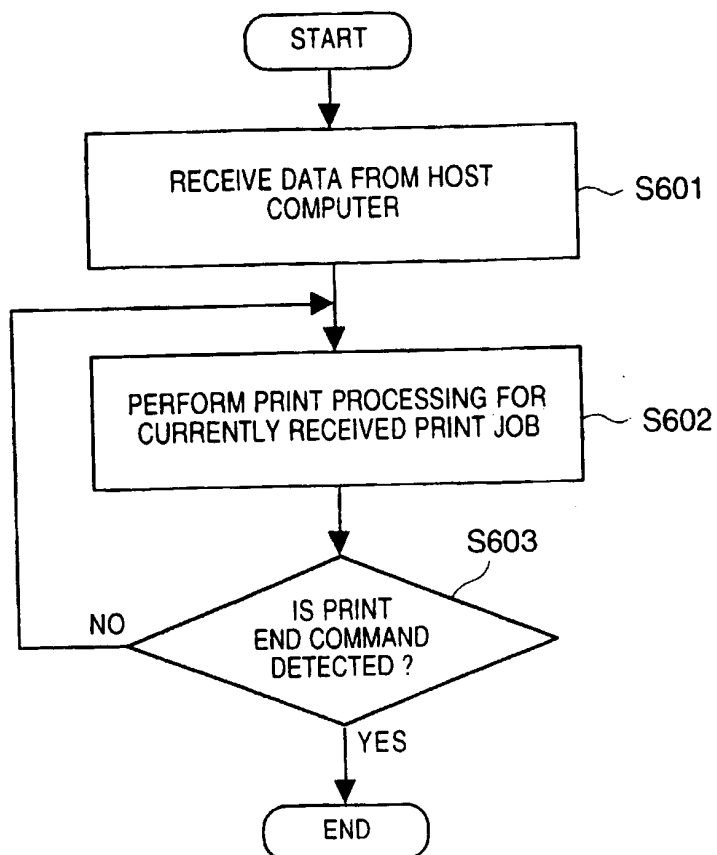 START
RECEIVE DATA FROM HOST
COMPUTER
S601
PERFORM PRINT PROCESSING FOR
CURRENTLY RECEIVED PRINT JOB
S602
S603
IS PRINT
END COMMAND
DETECTED ?
NO
YES
END